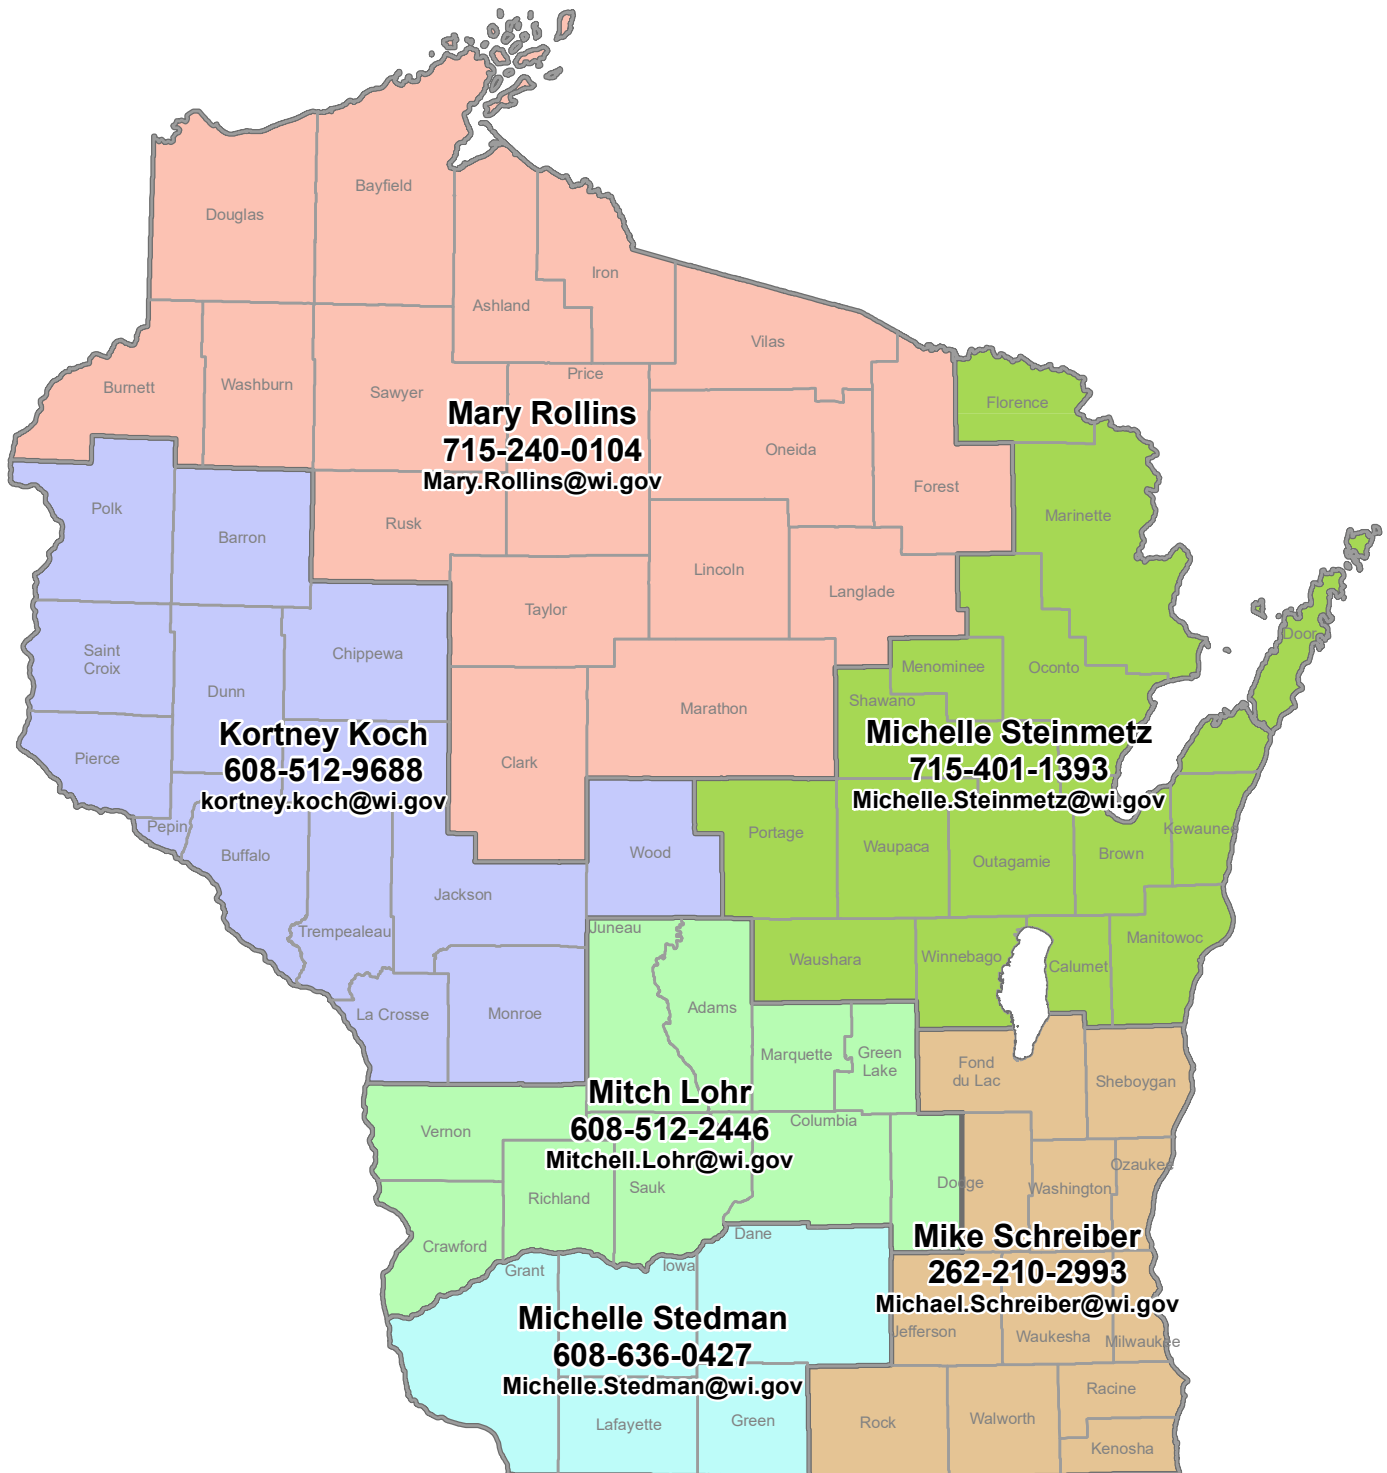 Bayfield
Douglas
Iron
Ashland
Vilas
Price
Burnett
Washburn
Sawyer
Florence
Mary Rollins
715-240-0104
Mary.Rollins@wi.gov
Oneida
Forest
Polk
Marinette
Rusk
Barron
Lincoln
Langlade
Taylor
Door
Saint
Croix
Chippewa
Menominee
Oconto
Dunn
Shawano
Marathon
Kortney Koch
608-512-9688
kortney.koch@wi.gov
Michelle Steinmetz
715-401-1393
Michelle.Steinmetz@wi.gov
Pierce
Clark
Pepin
Kewaunee
Portage
Waupaca
Wood
Brown
Buffalo
Outagamie
Jackson
Juneau
Trempealeau
Manitowoc
Waushara
Winnebago
Calumet
Adams
La Crosse
Monroe
Marquette
Green
Lake
Fond
du Lac
Sheboygan
Mitch Lohr
608-512-2446
Mitchell.Lohr@wi.gov
Columbia
Vernon
Ozaukee
Dodge
Washington
Sauk
Richland
Crawford
Dane
Mike Schreiber
262-210-2993
Michael.Schreiber@wi.gov
Iowa
Grant
Michelle Stedman
608-636-0427
Michelle.Stedman@wi.gov
Jefferson
Waukesha
Milwaukee
Racine
Lafayette
Green
Rock
Walworth
Kenosha